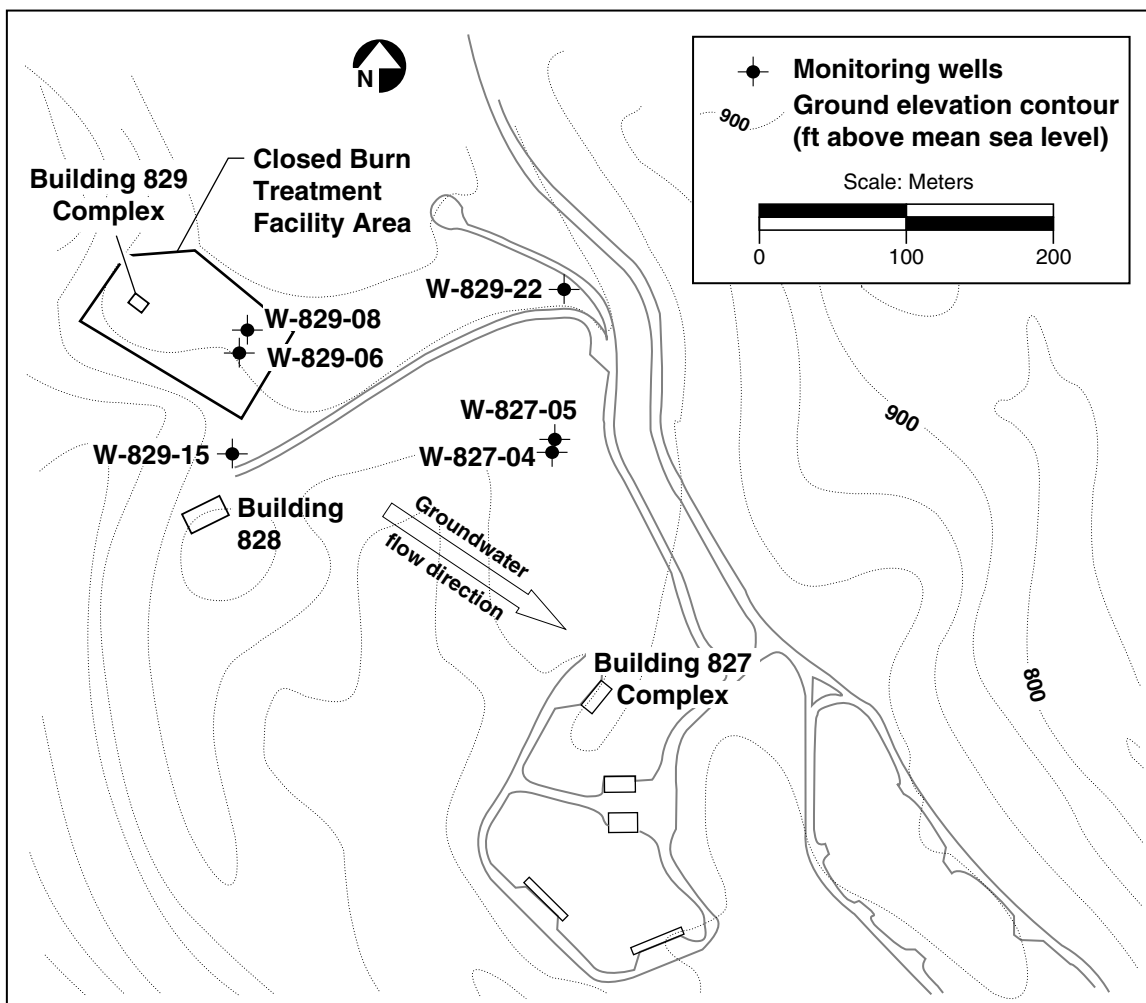 N
Monitoring wells
900
Ground elevation contour
(ft above mean sea level)
Scale: Meters
0 100 200
Building 829
Complex
Closed Burn
Treatment
Facility Area
W-829-22
W-829-08
W-829-06
W-827-05
W-827-04
W-829-15
Building
828
Groundwater
flow direction
Building 827
Complex
900
800